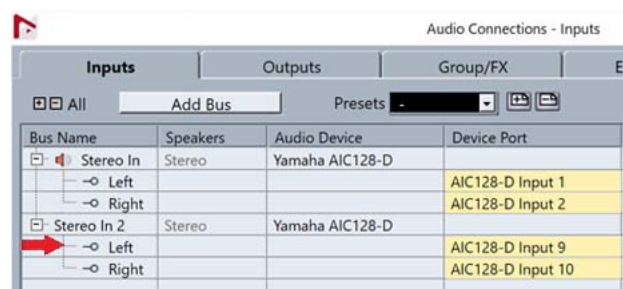 Audio Connections - Inputs
Inputs Outputs Group/FX E
All Add Bus Presets -
Bus Name Speakers Audio Device Device Port
Stereo In Stereo Yamaha AIC128-D
Left AIC128-D Input 1
Right AIC128-D Input 2
Stereo In 2 Stereo Yamaha AIC128-D
Left AIC128-D Input 9
Right AIC128-D Input 10